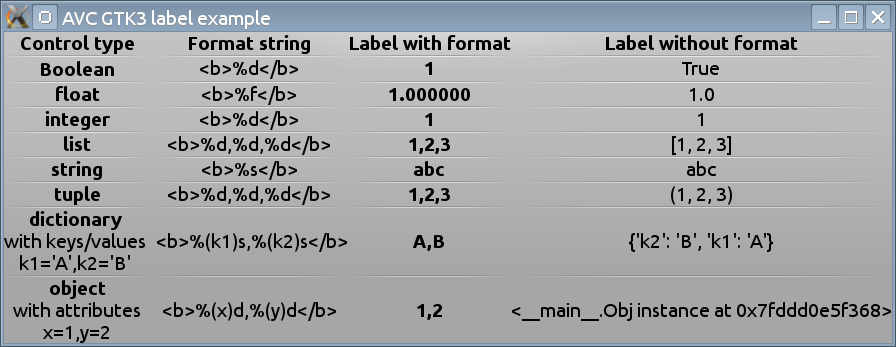 AVC GTK3 label example
Control type Format string Label with format Label without format
Boolean <b>%d</b> 1 True
float <b>%f</b> 1.000000 1.0
integer <b>%d</b> 1 1
list <b>%d,%d,%d</b> 1,2,3 [1, 2, 3]
string <b>%s</b> abc abc
tuple <b>%d,%d,%d</b> 1,2,3 (1, 2, 3)
dictionary
with keys/values <b>%(k1)s,%(k2)s</b> A,B {'k2': 'B', 'k1': 'A'}
k1='A',k2='B'
object
with attributes <b>%(x)d,%(y)d</b> 1,2 <__main__.Obj instance at 0x7fddd0e5f368>
x=1,y=2